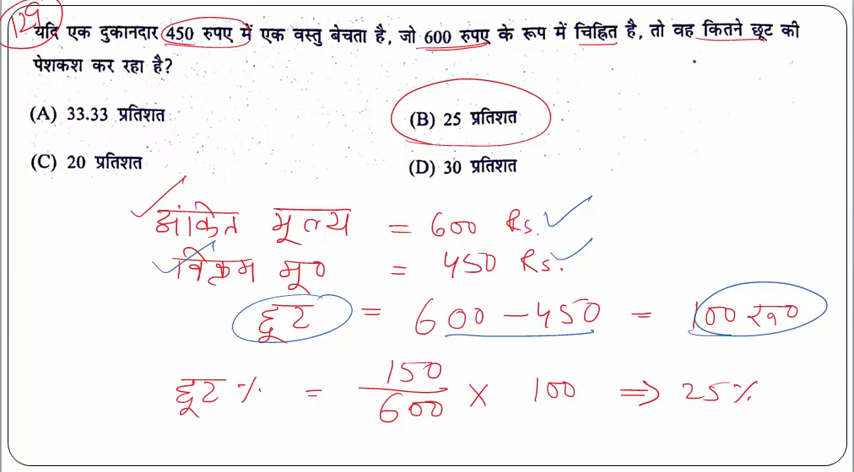 129
यदि एक दुकानदार 450 रुपए में एक वस्तु बेचता है, जो 600 रुपए के रूप में चिह्नित है, तो वह कितने छूट की
पेशकश कर रहा है?
(A) 33.33 प्रतिशत
(B) 25 प्रतिशत
(C) 20 प्रतिशत
(D) 30 प्रतिशत
अंकित मूल्य = 600 Rs.
विक्रम मू० = 450 Rs.
छूट = 600 - 450 = 100 रु०
छूट % = 150/600 × 100 ⇒ 25%